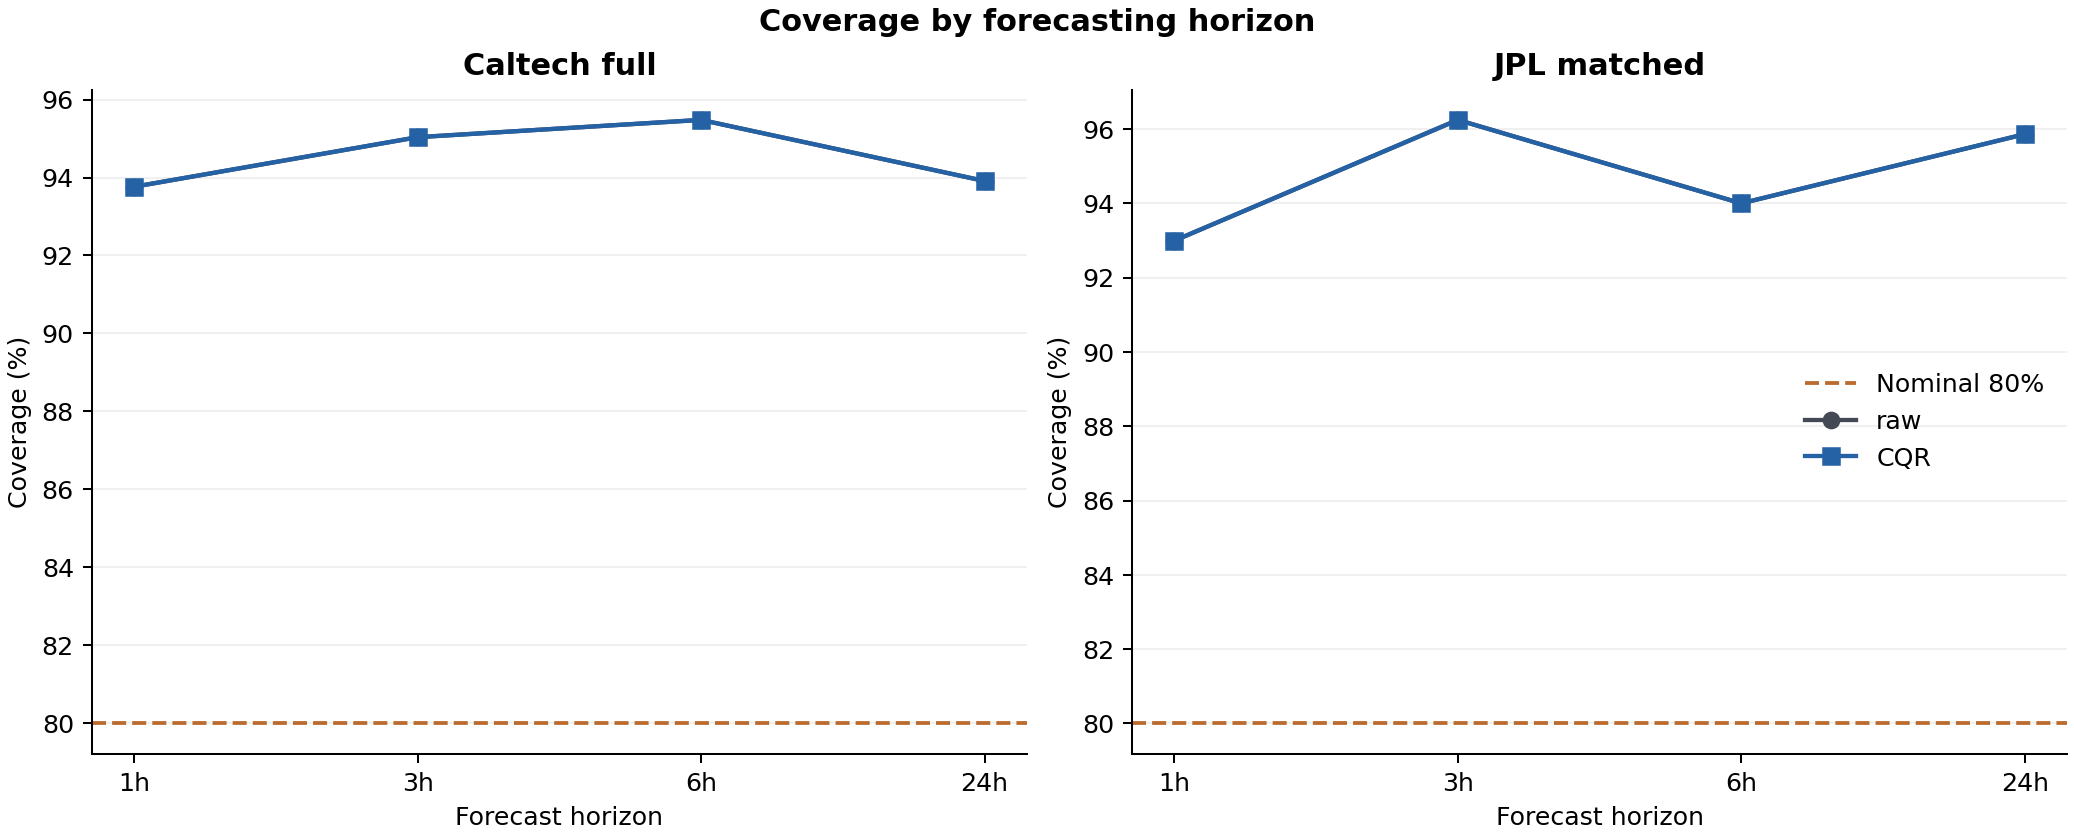 Coverage by forecasting horizon
Caltech full
Coverage (%)
96
94
92
90
88
86
84
82
80
1h 3h 6h 24h
Forecast horizon
JPL matched
Coverage (%)
96
94
92
90
88
86
84
82
80
Nominal 80%
raw
CQR
1h 3h 6h 24h
Forecast horizon